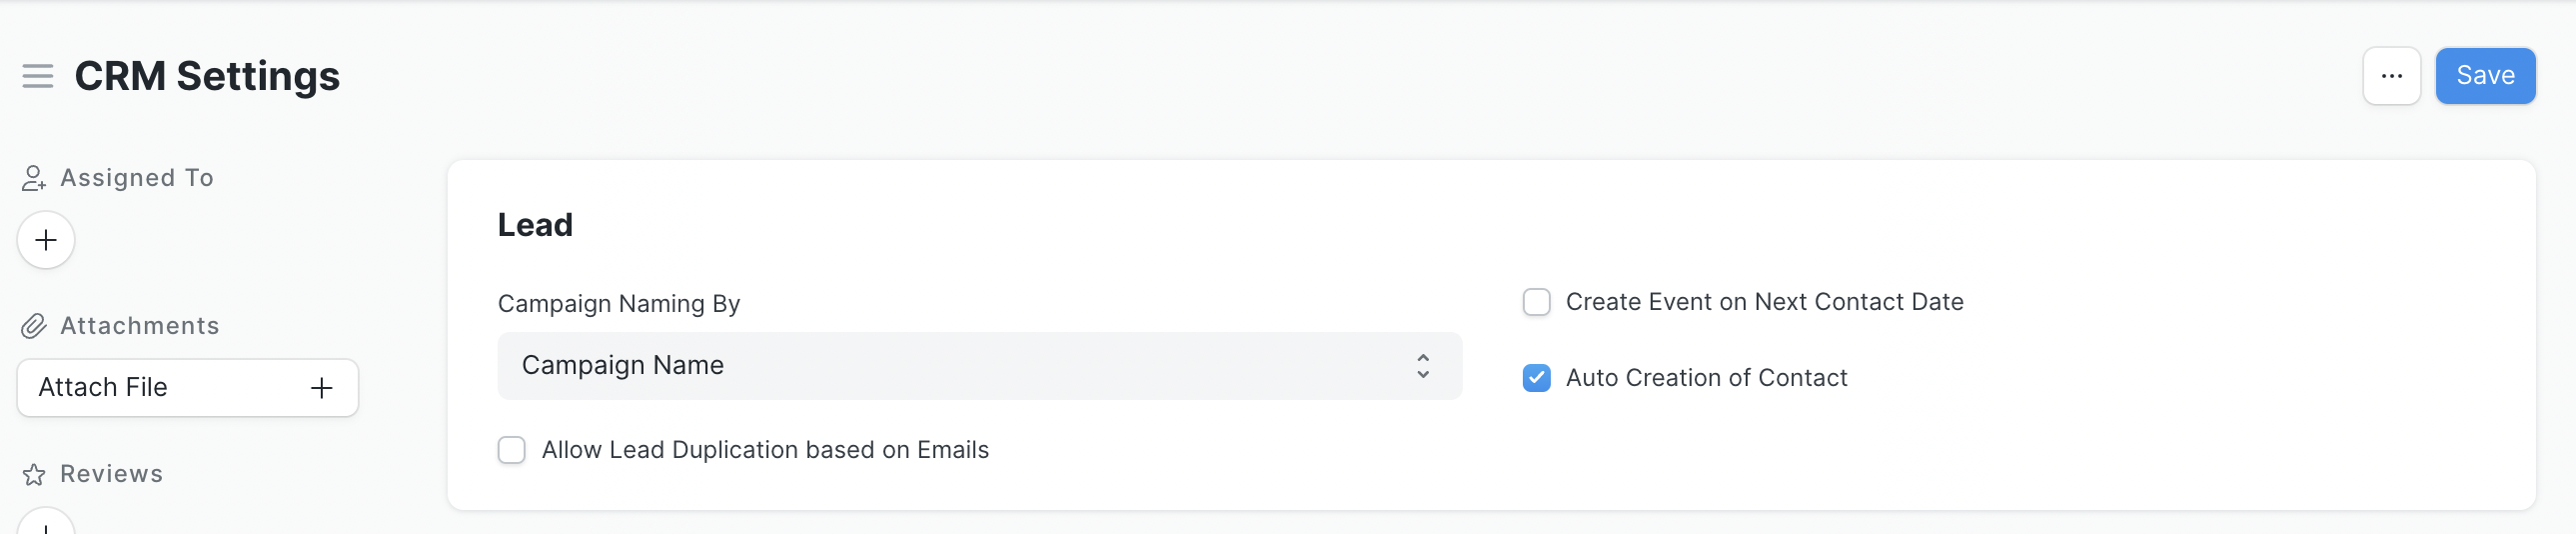 CRM Settings
...
Save
Assigned To
Attachments
Attach File
Reviews
Lead
Campaign Naming By
Campaign Name
Allow Lead Duplication based on Emails
Create Event on Next Contact Date
Auto Creation of Contact